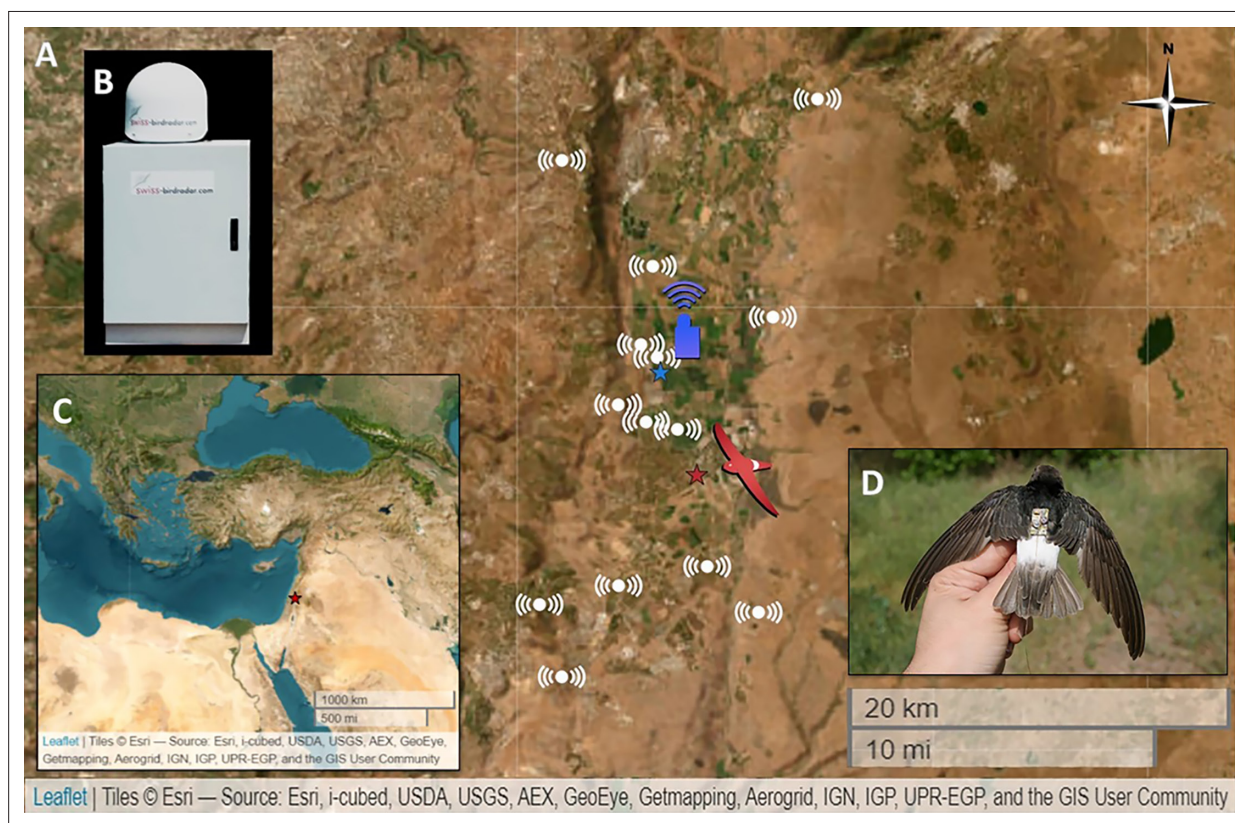 A
B
swiss-birdradar.com
swiss-birdradar.com
N
C
1000 km
500 mi
Leaflet | Tiles © Esri — Source: Esri, i-cubed, USDA, USGS, AEX, GeoEye,
Getmapping, Aerogrid, IGN, IGP, UPR-EGP, and the GIS User Community
D
20 km
10 mi
Leaflet | Tiles © Esri — Source: Esri, i-cubed, USDA, USGS, AEX, GeoEye, Getmapping, Aerogrid, IGN, IGP, UPR-EGP, and the GIS User Community